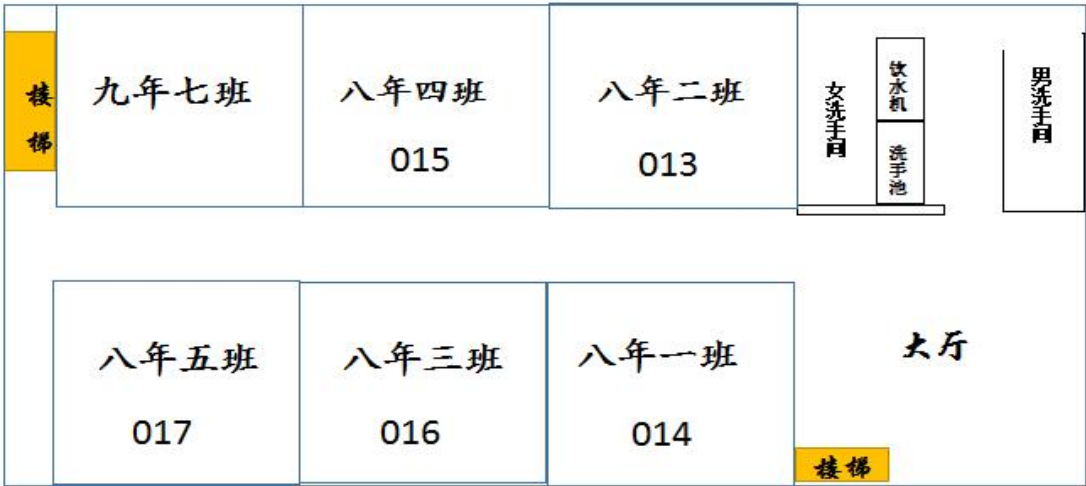 楼梯
九年七班
八年四班
015
八年二班
013
女洗手间
饮水机
洗手池
男洗手间
八年五班
017
八年三班
016
八年一班
014
大厅
楼梯